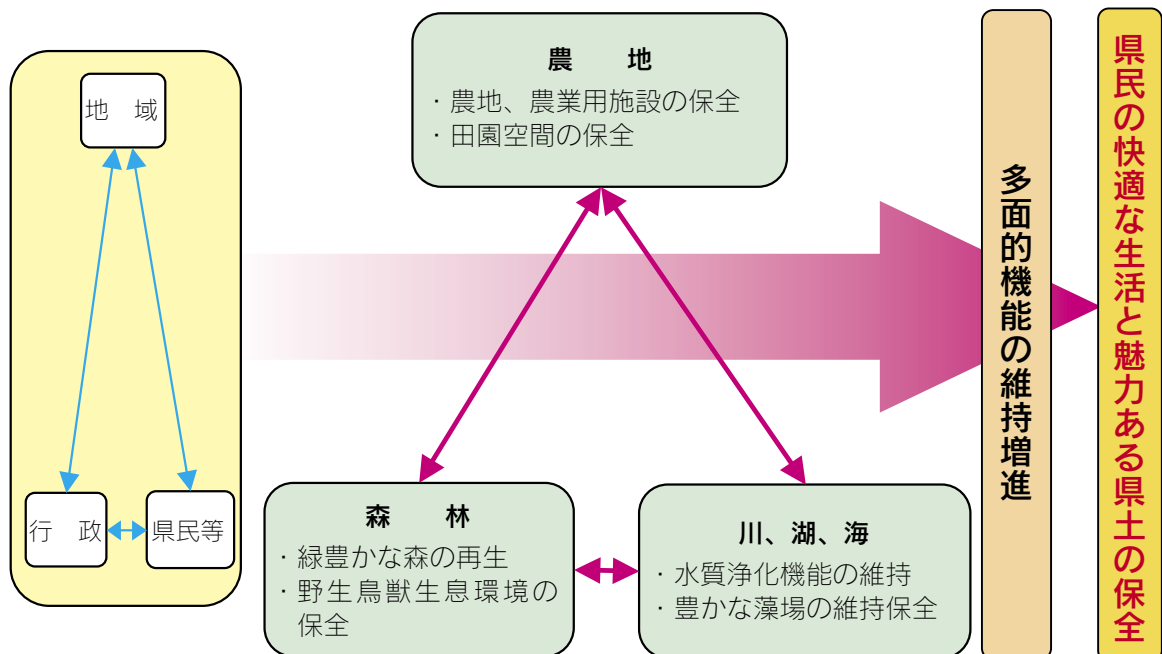 地　域
行　政
県民等
農　　地
・農地、農業用施設の保全
・田園空間の保全
森　　林
・緑豊かな森の再生
・野生鳥獣生息環境の
保全
川、湖、海
・水質浄化機能の維持
・豊かな藻場の維持保全
多面的機能の維持増進
県民の快適な生活と魅力ある県土の保全